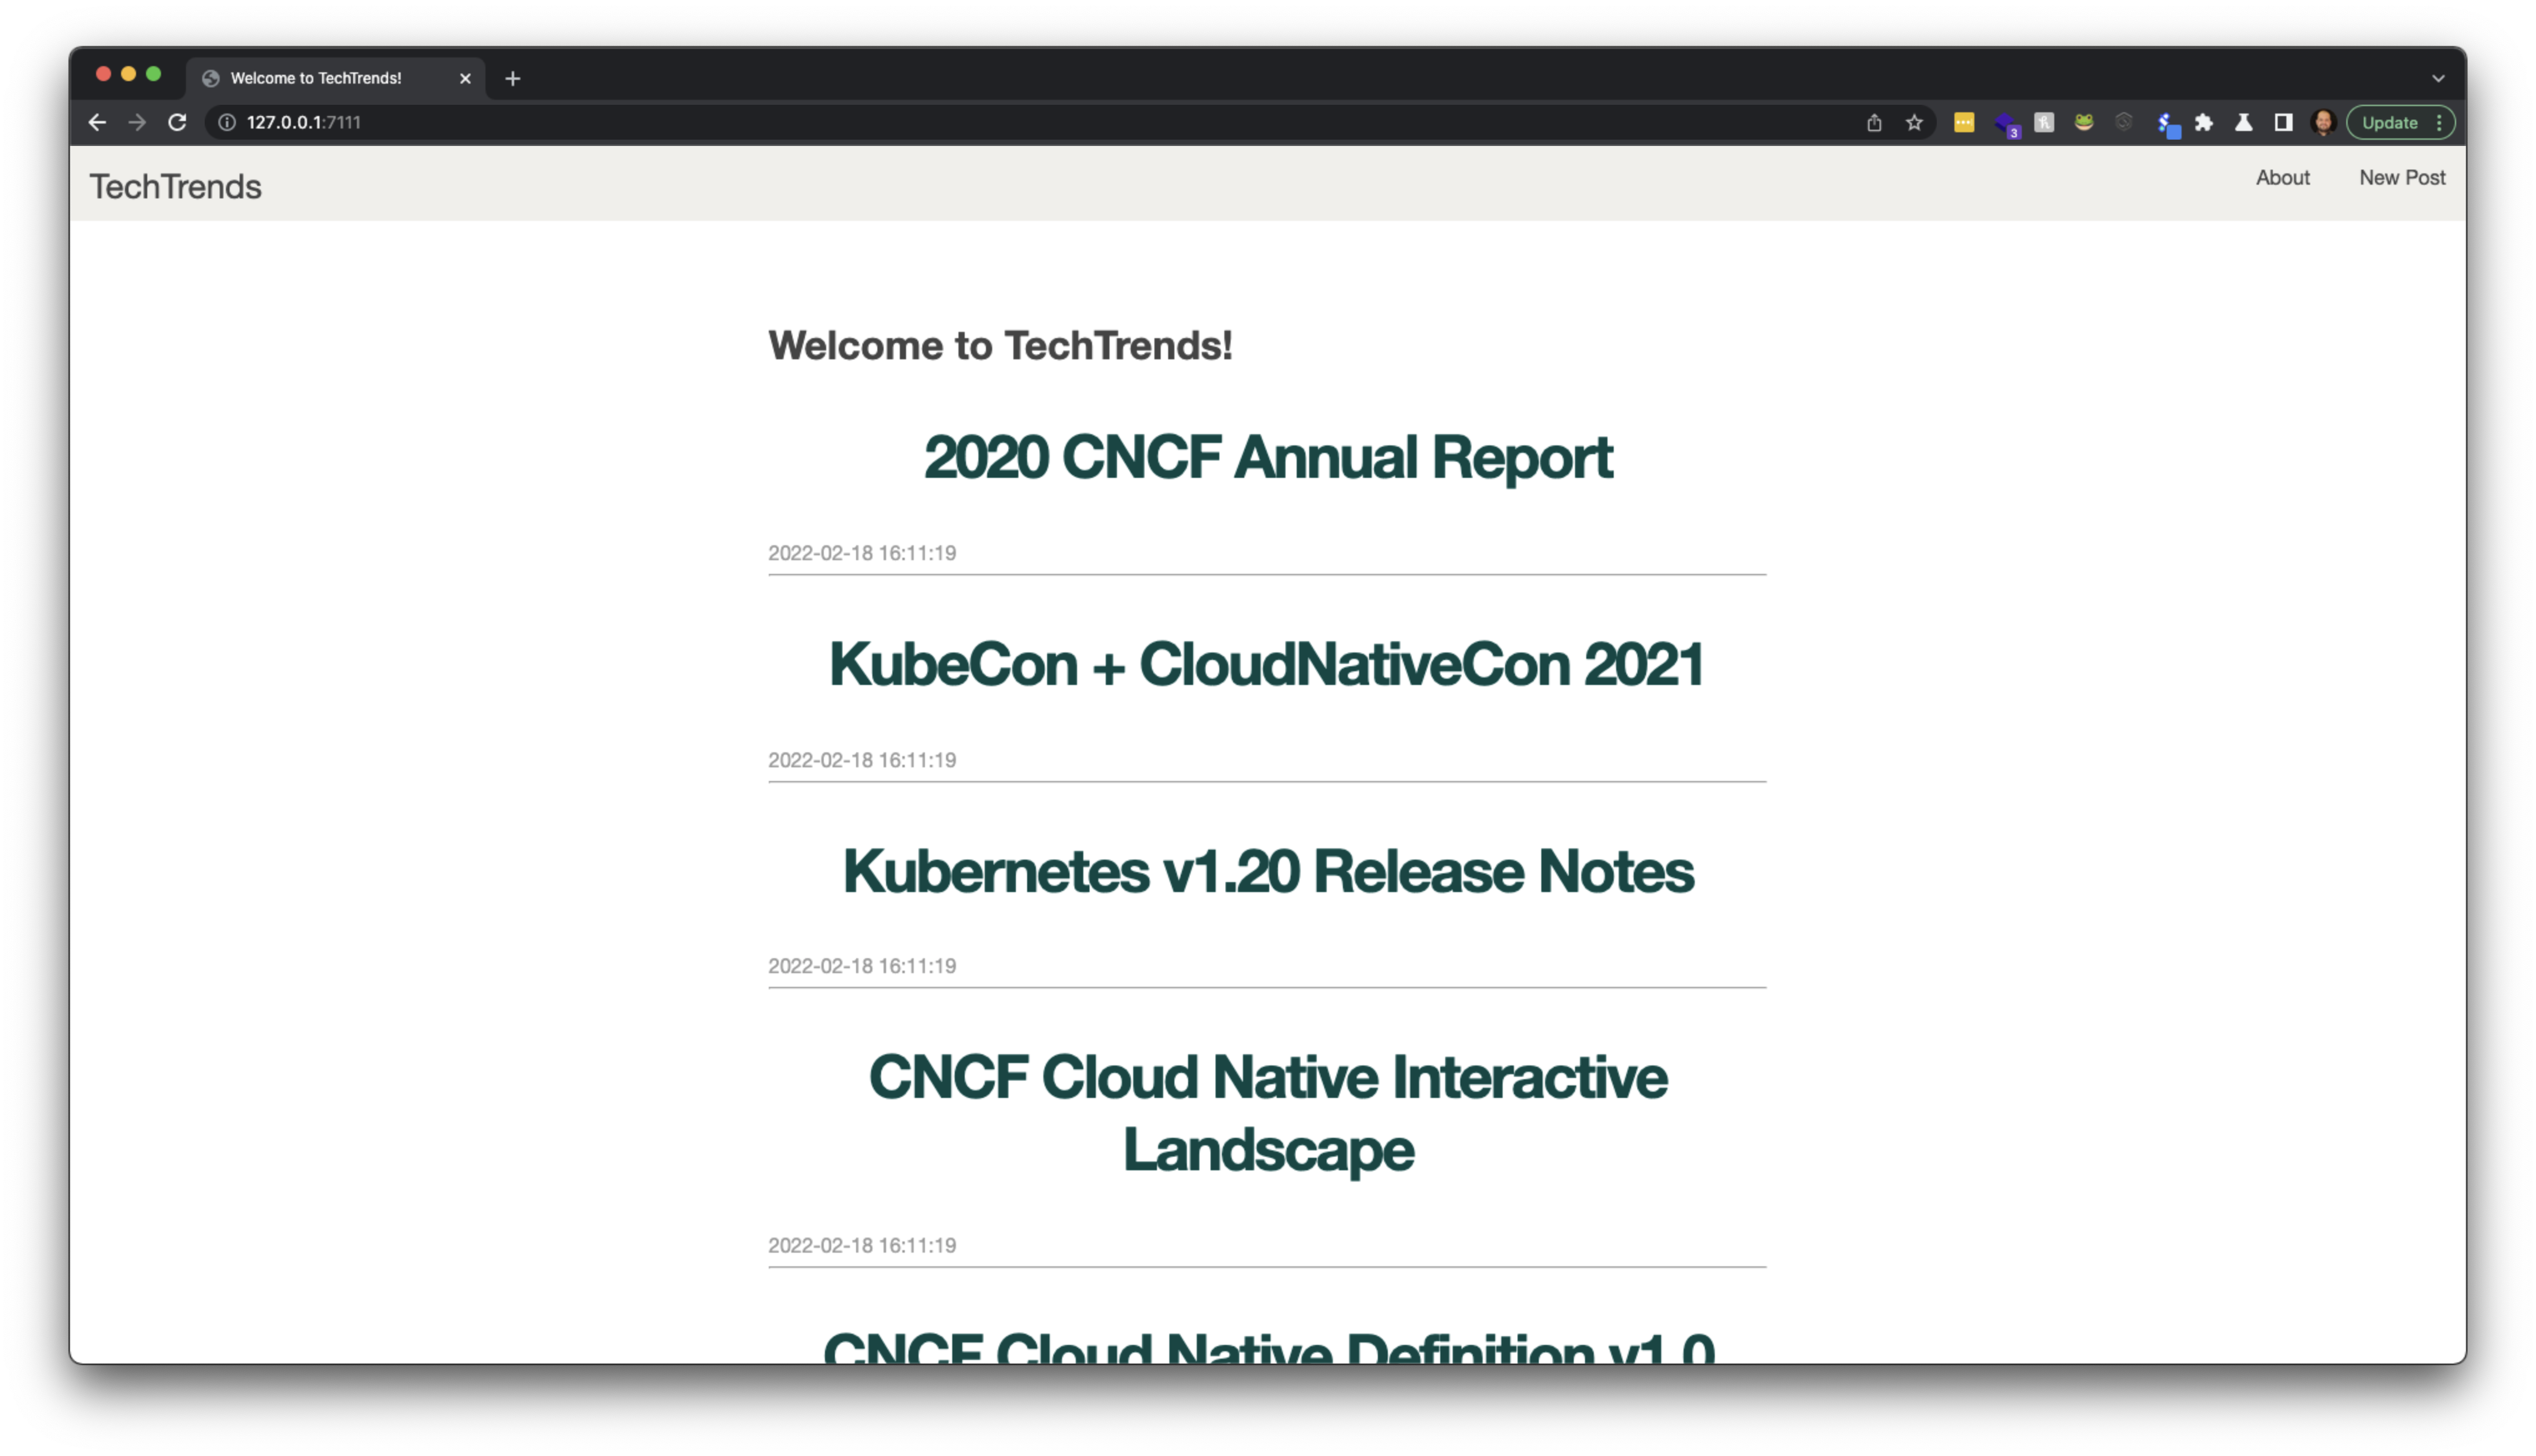 Welcome to TechTrends!
127.0.0.1:7111
3
Update
TechTrends
About
New Post
Welcome to TechTrends!
2020 CNCF Annual Report
2022-02-18 16:11:19
KubeCon + CloudNativeCon 2021
2022-02-18 16:11:19
Kubernetes v1.20 Release Notes
2022-02-18 16:11:19
CNCF Cloud Native Interactive
Landscape
2022-02-18 16:11:19
CNCF Cloud Native Definition v1.0